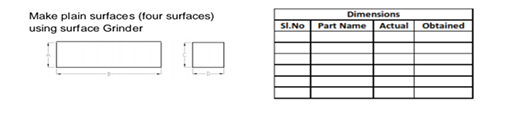 Make plain surfaces (four surfaces)
using surface Grinder
Dimensions
Sl.No Part Name Actual Obtained